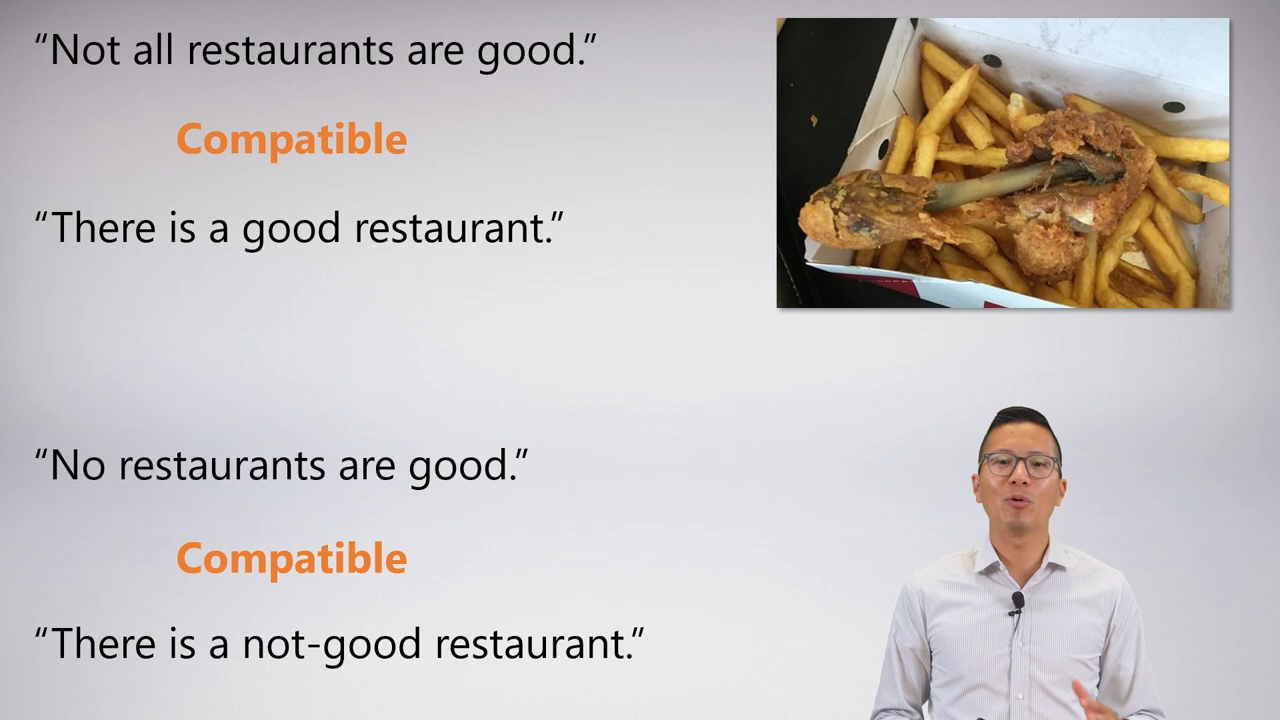 “Not all restaurants are good.”
Compatible
“There is a good restaurant.”
“No restaurants are good.”
Compatible
“There is a not-good restaurant.”